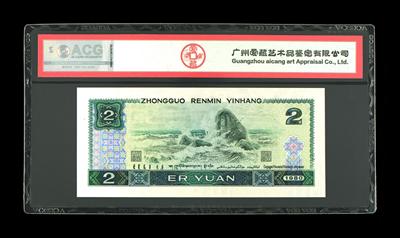 ACG
广州爱藏艺术品鉴定有限公司
Guangzhou aicang art Appraisal Co., Ltd.
ZHONGGUO RENMIN YINHANG
2
2
2
ER YUAN
1980